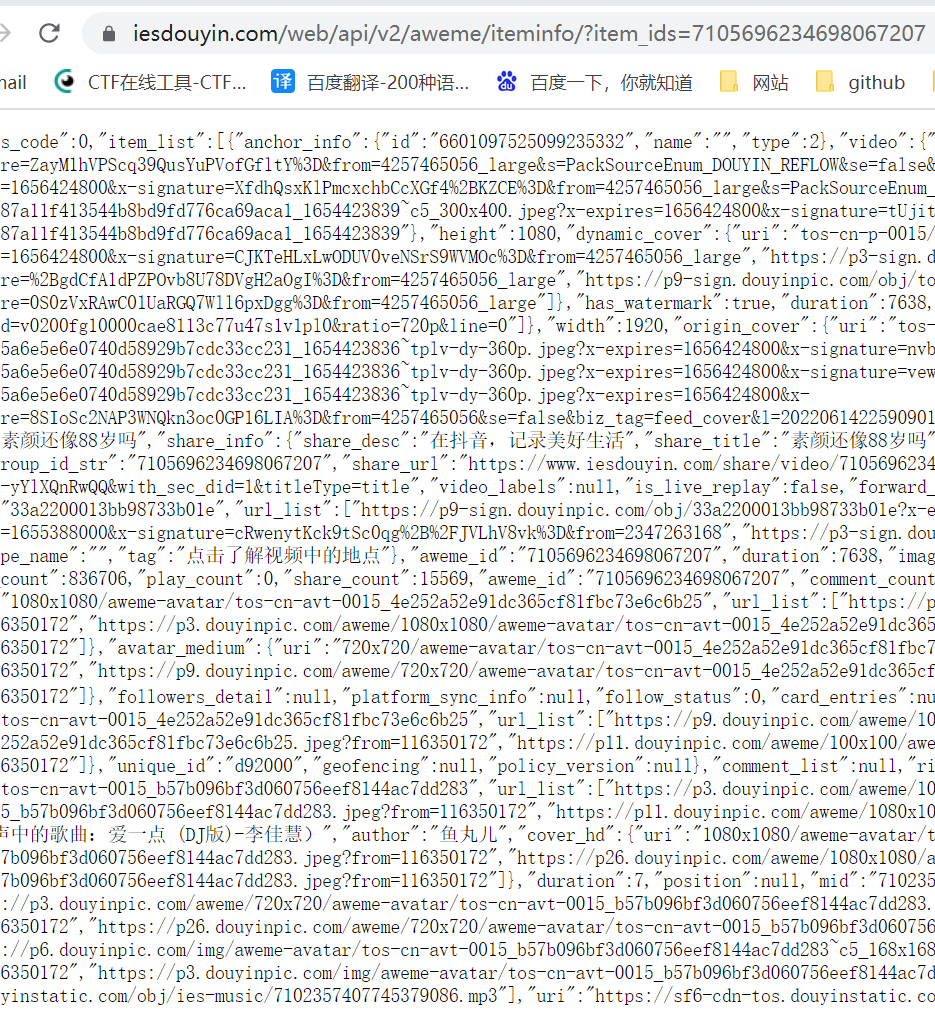 iesdouyin.com/web/api/v2/aweme/iteminfo/?item_ids=7105696234698067207
mail CTF在线工具-CTF... 译 百度翻译-200种语... 百度一下，你就知道 网站 github
s_code":0,"item_list":[{"anchor_info":{"id":"6601097525099235332","name":"","type":2},"video":{"
re=ZayM1hVPScq39QusYuPVofGfltY%3D&from=4257465056_large&s=PackSourceEnum_DOUYIN_REFLOW&se=false&
=1656424800&x-signature=XfdhQsxKlPmcxchbCcXGf4%2BKZCE%3D&from=4257465056_large&s=PackSourceEnum_
87a11f413544b8bd9fd776ca69aca1_1654423839~c5_300x400.jpeg?x-expires=1656424800&x-signature=tUjit
87a11f413544b8bd9fd776ca69aca1_1654423839"},"height":1080,"dynamic_cover":{"uri":"tos-cn-p-0015/
=1656424800&x-signature=CJKTeHLxLwODUV0veNSrS9WVMOc%3D&from=4257465056_large","https://p3-sign.d
re=%2BgdCfAldPZPOvb8U78DVgH2aOgI%3D&from=4257465056_large","https://p9-sign.douyinpic.com/obj/to
re=0SOzVxRAwC01UaRGQ7Wl16pxDgg%3D&from=4257465056_large"]},"has_watermark":true,"duration":7638,
d=v0200fg10000cae8113c77u47s1v1p10&ratio=720p&line=0"]},"width":1920,"origin_cover":{"uri":"tos-
5a6e5e6e0740d58929b7cdc33cc231_1654423836~tplv-dy-360p.jpeg?x-expires=1656424800&x-signature=nvb
5a6e5e6e0740d58929b7cdc33cc231_1654423836~tplv-dy-360p.jpeg?x-expires=1656424800&x-signature=vew
5a6e5e6e0740d58929b7cdc33cc231_1654423836~tplv-dy-360p.jpeg?x-expires=1656424800&x-
re=8SIoSc2NAP3WNQkn3oc0GP16LIA%3D&from=4257465056&se=false&biz_tag=feed_cover&l=2022061422590901
素颜还像88岁吗","share_info":{"share_desc":"在抖音，记录美好生活","share_title":"素颜还像88岁吗"
roup_id_str":"7105696234698067207","share_url":"https://www.iesdouyin.com/share/video/7105696234
-yYlXQnRwQQ&with_sec_did=1&titleType=title","video_labels":null,"is_live_replay":false,"forward_
"33a2200013bb98733b01e","url_list":["https://p9-sign.douyinpic.com/obj/33a2200013bb98733b01e?x-e
=1655388000&x-signature=cRwenytKck9tSc0qg%2B%2FJVLhV8vk%3D&from=2347263168","https://p3-sign.dou
pe_name":"","tag":"点击了解视频中的地点"},"aweme_id":"7105696234698067207","duration":7638,"imag
count":836706,"play_count":0,"share_count":15569,"aweme_id":"7105696234698067207","comment_count
"1080x1080/aweme-avatar/tos-cn-avt-0015_4e252a52e91dc365cf81fbc73e6c6b25","url_list":["https://p
6350172","https://p3.douyinpic.com/aweme/1080x1080/aweme-avatar/tos-cn-avt-0015_4e252a52e91dc365
6350172"]},"avatar_medium":{"uri":"720x720/aweme-avatar/tos-cn-avt-0015_4e252a52e91dc365cf81fbc7
6350172","https://p9.douyinpic.com/aweme/720x720/aweme-avatar/tos-cn-avt-0015_4e252a52e91dc365cf
6350172"]},"followers_detail":null,"platform_sync_info":null,"follow_status":0,"card_entries":nu
tos-cn-avt-0015_4e252a52e91dc365cf81fbc73e6c6b25","url_list":["https://p9.douyinpic.com/aweme/10
252a52e91dc365cf81fbc73e6c6b25.jpeg?from=116350172","https://p11.douyinpic.com/aweme/100x100/awe
6350172"]},"unique_id":"d92000","geofencing":null,"policy_version":null},"comment_list":null,"ri
tos-cn-avt-0015_b57b096bf3d060756eef8144ac7dd283","url_list":["https://p3.douyinpic.com/aweme/10
5_b57b096bf3d060756eef8144ac7dd283.jpeg?from=116350172","https://p11.douyinpic.com/aweme/1080x10
声中的歌曲：爱一点 (DJ版)-李佳慧）","author":"鱼丸儿","cover_hd":{"uri":"1080x1080/aweme-avatar/t
7b096bf3d060756eef8144ac7dd283.jpeg?from=116350172","https://p26.douyinpic.com/aweme/1080x1080/a
7b096bf3d060756eef8144ac7dd283.jpeg?from=116350172"]},"duration":7,"position":null,"mid":"710235
://p3.douyinpic.com/aweme/720x720/aweme-avatar/tos-cn-avt-0015_b57b096bf3d060756eef8144ac7dd283.
6350172","https://p26.douyinpic.com/aweme/720x720/aweme-avatar/tos-cn-avt-0015_b57b096bf3d060756
://p6.douyinpic.com/img/aweme-avatar/tos-cn-avt-0015_b57b096bf3d060756eef8144ac7dd283~c5_168x168
6350172","https://p3.douyinpic.com/img/aweme-avatar/tos-cn-avt-0015_b57b096bf3d060756eef8144ac7d
yinstatic.com/obj/ies-music/7102357407745379086.mp3"],"uri":"https://sf6-cdn-tos.douyinstatic.co